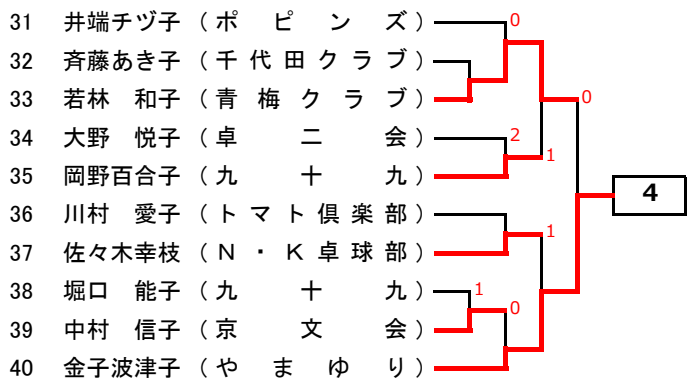 31 井端チヅ子 （ポピンズ） 0
32 斉藤あき子 （千代田クラブ）
33 若林 和子 （青梅クラブ） 0
34 大野 悦子 （卓二会） 2
1
35 岡野百合子 （九十九）
4
36 川村 愛子 （トマト倶楽部） 1
37 佐々木幸枝 （Ｎ・Ｋ卓球部）
38 堀口 能子 （九十九） 1
0
39 中村 信子 （京文会）
40 金子波津子 （やまゆり）